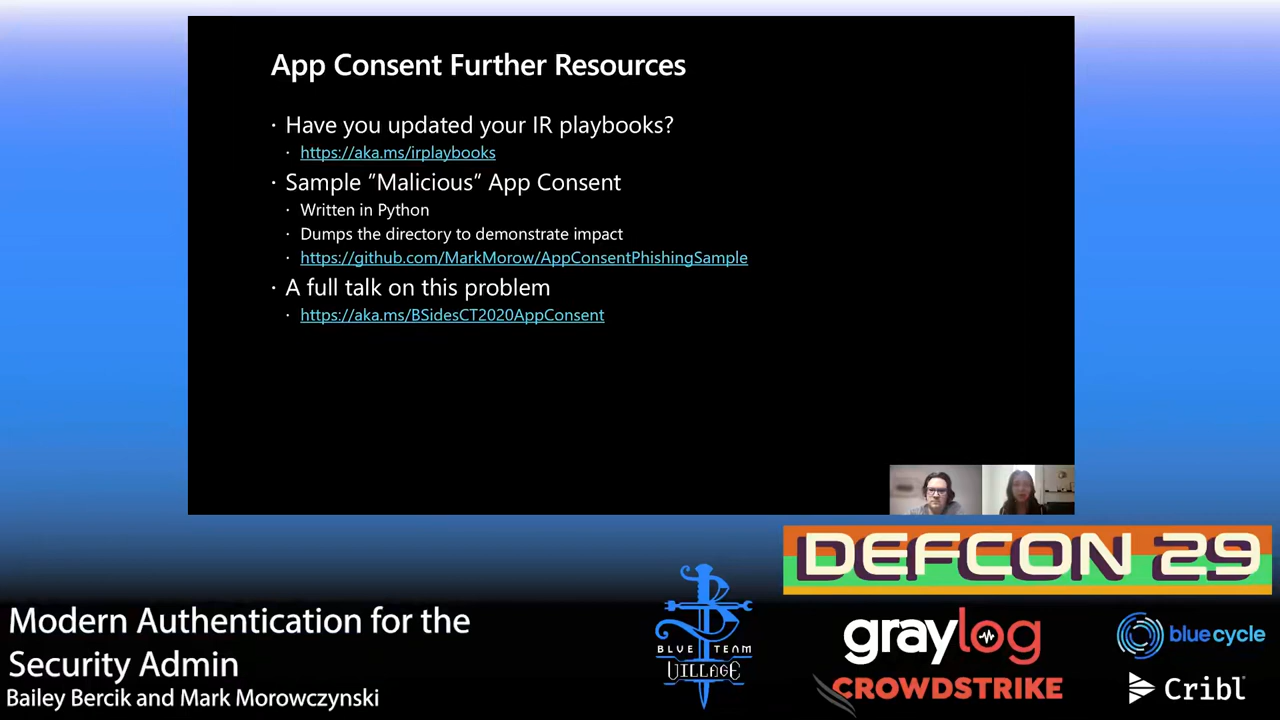 App Consent Further Resources
· Have you updated your IR playbooks?
· https://aka.ms/irplaybooks
· Sample ”Malicious” App Consent
· Written in Python
· Dumps the directory to demonstrate impact
· https://github.com/MarkMorow/AppConsentPhishingSample
· A full talk on this problem
· https://aka.ms/BSidesCT2020AppConsent
DEFCON 29
Modern Authentication for the
Security Admin
Bailey Bercik and Mark Morowczynski
BLUE TEAM
VILLAGE
graylog
blue cycle
CROWDSTRIKE
Cribl